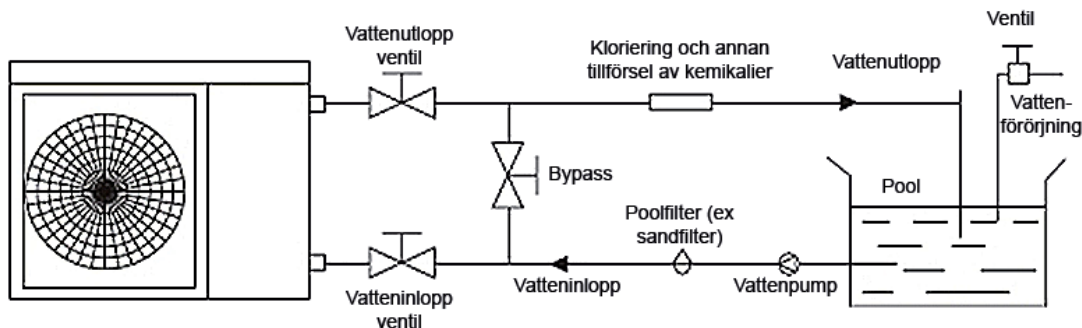 Vattenutlopp
ventil
Kloriering och annan
tillförsel av kemikalier
Vattenutlopp
Ventil
Vatten-
förörjning
Bypass
Pool
Poolfilter (ex
sandfilter)
Vatteninlopp
ventil
Vatteninlopp
Vattenpump